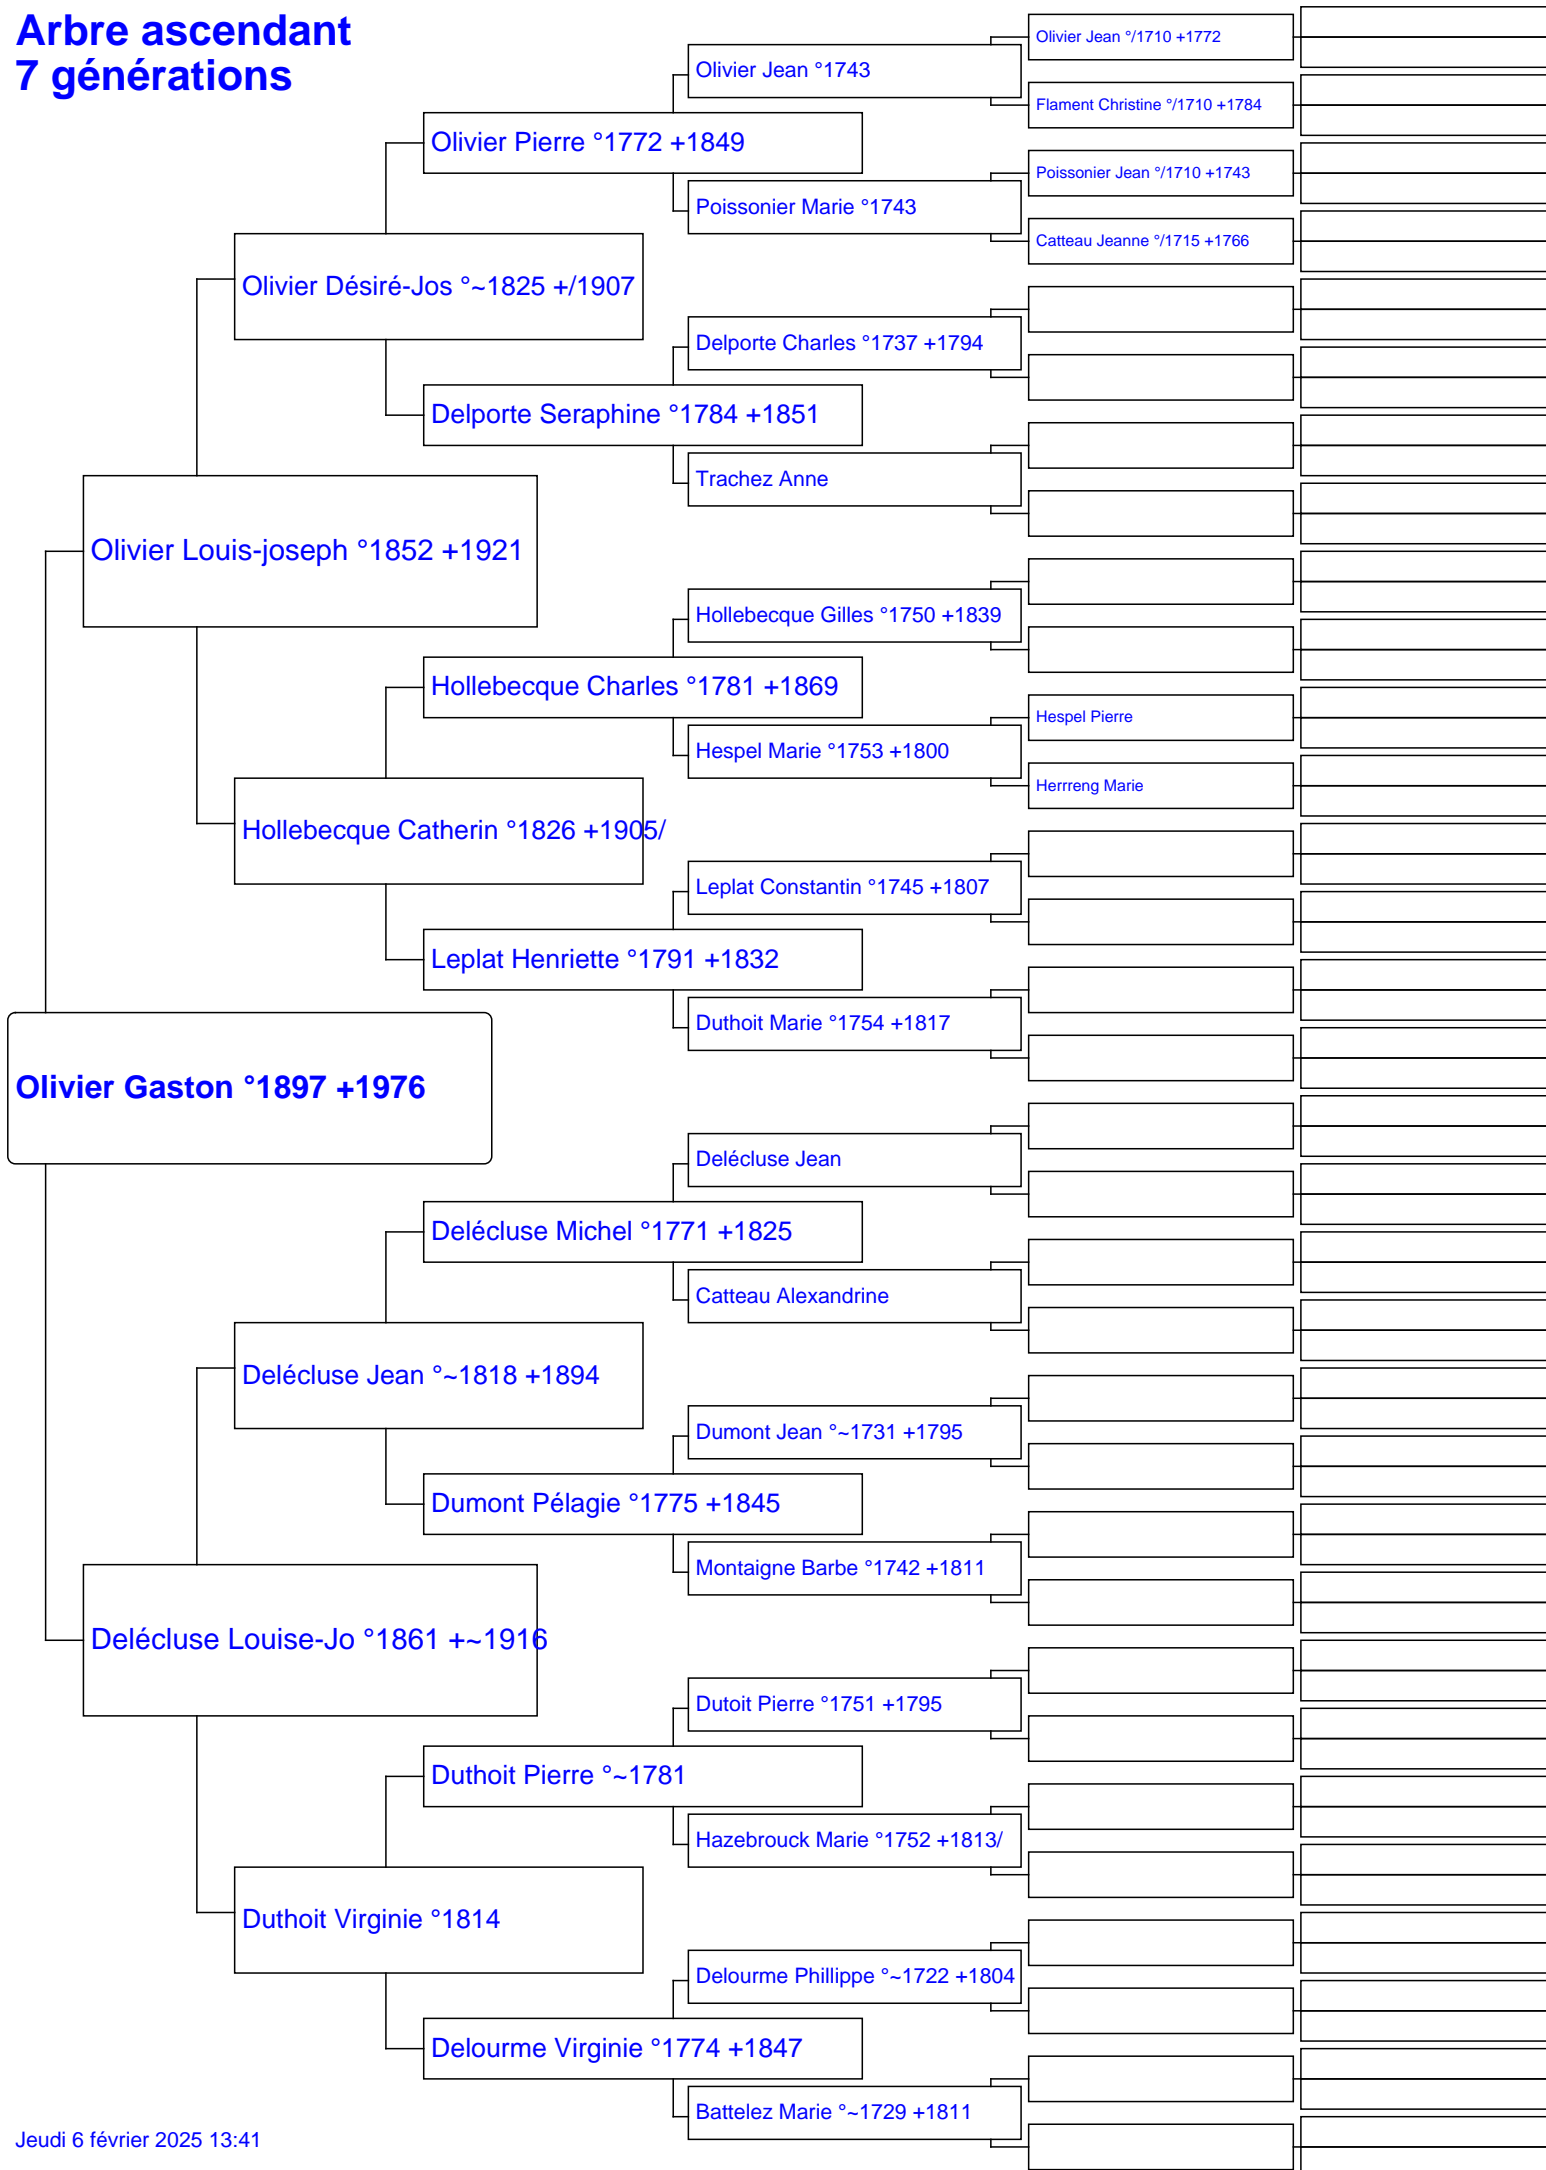 Arbre ascendant
7 générations
Olivier Jean °/1710 +1772
Olivier Jean °1743
Flament Christine °/1710 +1784
Olivier Pierre °1772 +1849
Poissonier Jean °/1710 +1743
Poissonier Marie °1743
Catteau Jeanne °/1715 +1766
Olivier Désiré-Jos °~1825 +/1907
Delporte Charles °1737 +1794
Delporte Seraphine °1784 +1851
Trachez Anne
Olivier Louis-joseph °1852 +1921
Hollebecque Gilles °1750 +1839
Hollebecque Charles °1781 +1869
Hespel Pierre
Hespel Marie °1753 +1800
Herrreng Marie
Hollebecque Catherin °1826 +1905/
Leplat Constantin °1745 +1807
Leplat Henriette °1791 +1832
Duthoit Marie °1754 +1817
Olivier Gaston °1897 +1976
Delécluse Jean
Delécluse Michel °1771 +1825
Catteau Alexandrine
Delécluse Jean °~1818 +1894
Dumont Jean °~1731 +1795
Dumont Pélagie °1775 +1845
Montaigne Barbe °1742 +1811
Delécluse Louise-Jo °1861 +~1916
Dutoit Pierre °1751 +1795
Duthoit Pierre °~1781
Hazebrouck Marie °1752 +1813/
Duthoit Virginie °1814
Delourme Phillippe °~1722 +1804
Delourme Virginie °1774 +1847
Battelez Marie °~1729 +1811
Jeudi 6 février 2025 13:41